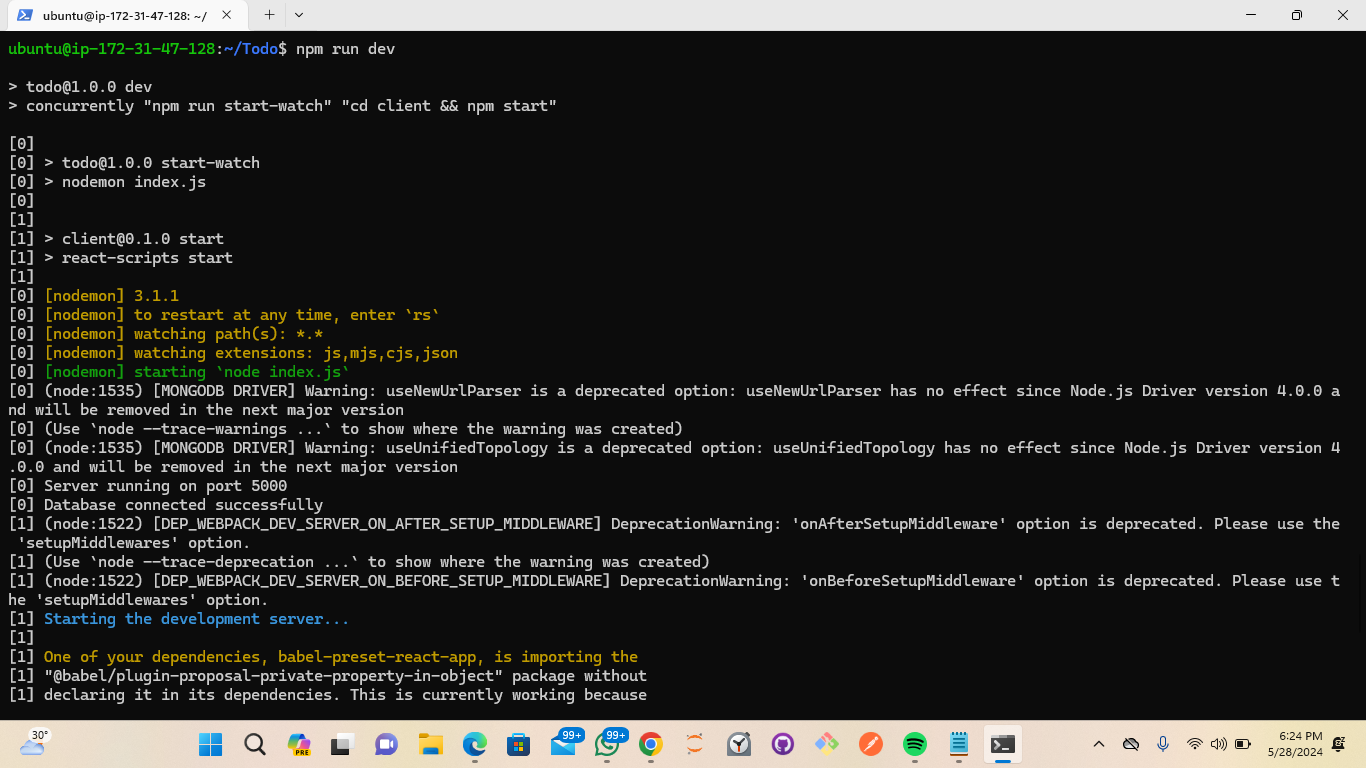 ubuntu@ip-172-31-47-128: ~/
ubuntu@ip-172-31-47-128:~/Todo$ npm run dev
> todo@1.0.0 dev
> concurrently "npm run start-watch" "cd client && npm start"
[0]
[0] > todo@1.0.0 start-watch
[0] > nodemon index.js
[0]
[1]
[1] > client@0.1.0 start
[1] > react-scripts start
[1]
[0] [nodemon] 3.1.1
[0] [nodemon] to restart at any time, enter `rs`
[0] [nodemon] watching path(s): *.*
[0] [nodemon] watching extensions: js,mjs,cjs,json
[0] [nodemon] starting `node index.js`
[0] (node:1535) [MONGODB DRIVER] Warning: useNewUrlParser is a deprecated option: useNewUrlParser has no effect since Node.js Driver version 4.0.0 a
nd will be removed in the next major version
[0] (Use `node --trace-warnings ...` to show where the warning was created)
[0] (node:1535) [MONGODB DRIVER] Warning: useUnifiedTopology is a deprecated option: useUnifiedTopology has no effect since Node.js Driver version 4
.0.0 and will be removed in the next major version
[0] Server running on port 5000
[0] Database connected successfully
[1] (node:1522) [DEP_WEBPACK_DEV_SERVER_ON_AFTER_SETUP_MIDDLEWARE] DeprecationWarning: 'onAfterSetupMiddleware' option is deprecated. Please use the
 'setupMiddlewares' option.
[1] (Use `node --trace-deprecation ...` to show where the warning was created)
[1] (node:1522) [DEP_WEBPACK_DEV_SERVER_ON_BEFORE_SETUP_MIDDLEWARE] DeprecationWarning: 'onBeforeSetupMiddleware' option is deprecated. Please use t
he 'setupMiddlewares' option.
[1] Starting the development server...
[1]
[1] One of your dependencies, babel-preset-react-app, is importing the
[1] "@babel/plugin-proposal-private-property-in-object" package without
[1] declaring it in its dependencies. This is currently working because
30°
PRE
99+
99+
6:24 PM
5/28/2024